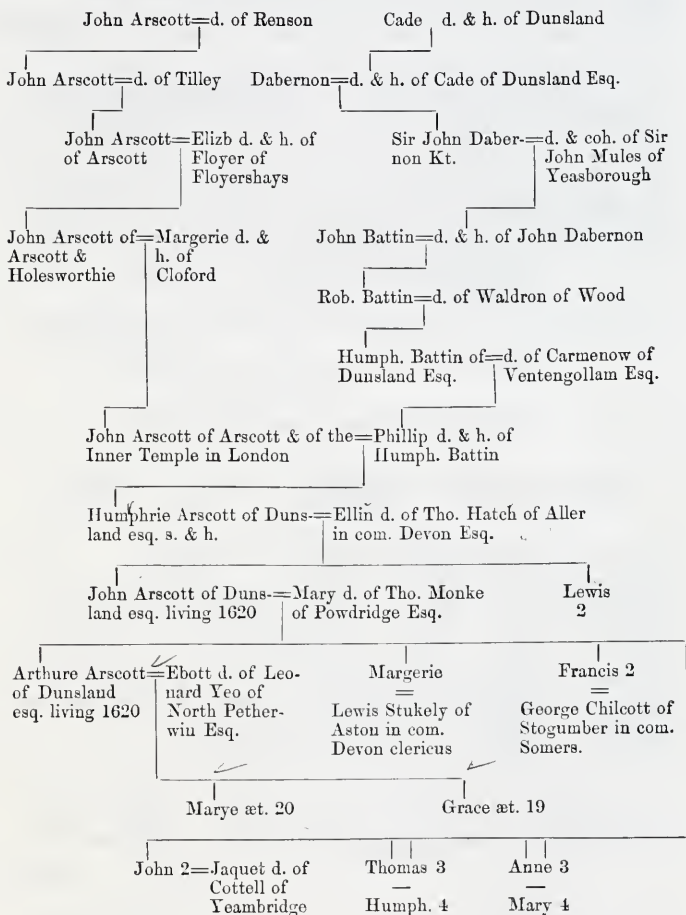 John Arscott=d. of Renson Cade d. & h. of Dunsland
John Arscott=d. of Tilley Dabernon=d. & h. of Cade of Dunsland Esq.
John Arscott=Elizb d. & h. of Sir John Daber-=d. & coh. of Sir
of Arscott Floyer of non Kt. John Mules of
Floyershays Yeasborough
John Arscott of=Margerie d. & John Battin=d. & h. of John Dabernon
Arscott & h. of
Holesworthie Cloford
Rob. Battin=d. of Waldron of Wood
Humph. Battin of=d. of Carmenow of
Dunsland Esq. Ventengollam Esq.
John Arscott of Arscott & of the=Phillip d. & h. of
Inner Temple in London Humph. Battin
Humphrie Arscott of Duns-=Ellin d. of Tho. Hatch of Aller
land esq. s. & h. in com. Devon Esq.
John Arscott of Duns-=Mary d. of Tho. Monke Lewis
land esq. living 1620 of Powdridge Esq. 2
Arthure Arscott=Ebott d. of Leo- Margerie Francis 2
of Dunsland nard Yeo of = =
esq. living 1620 North Pether- Lewis Stukely of George Chilcott of
win Esq. Aston in com. Stogumber in com.
Devon clericus Somers.
Marye æt. 20 Grace æt. 19
John 2=Jaquet d. of Thomas 3 Anne 3
Cottell of — —
Yeambridge Humph. 4 Mary 4